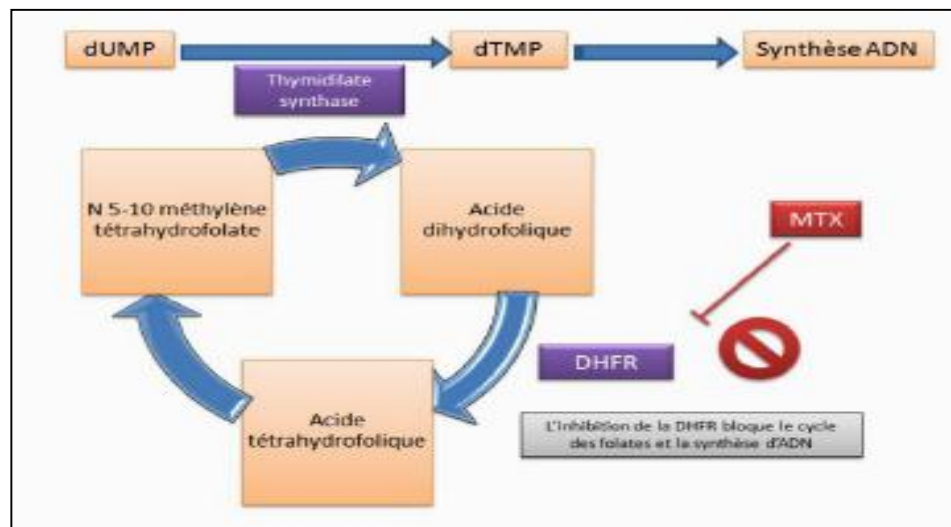 dUMP
dTMP
Synthèse ADN
Thymidilate
synthase
N 5-10 méthylène
tétrahydrofolate
Acide
dihydrofolique
MTX
DHFR
Acide
tétrahydrofolique
L'inhibition de la DHFR bloque le cycle
des folates et la synthèse d'ADN